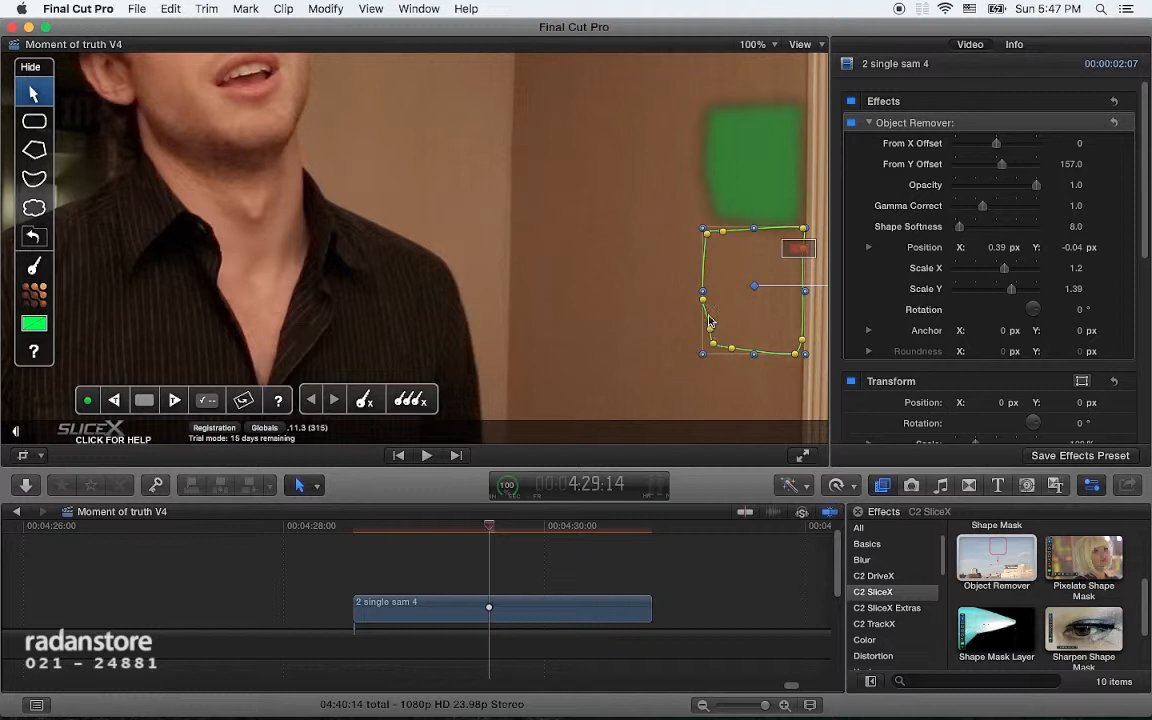 Final Cut Pro File Edit Trim Mark Clip Modify View Window Help Sun 5:47 PM
Final Cut Pro
Moment of truth V4 100% View Video Info
Hide
2 single sam 4 00:00:02:07
Effects
Object Remover:
From X Offset 0
From Y Offset 157.0
Opacity 1.0
Gamma Correct 1.0
Shape Softness 8.0
Position X: 0.39 px Y: -0.04 px
Scale X 1.2
Scale Y 1.39
Rotation 0 °
Anchor X: 0 px Y: 0 px
Roundness X: 0 px Y: 0 px
?
Transform
Position: X: 0 px Y: 0 px
Rotation: 0 °
✓-- ? x x
SLICEX Registration Globals .11.3 (315)
CLICK FOR HELP Trial mode: 15 days remaining
Save Effects Preset
100 4:29:14
Moment of truth V4 Effects C2 SliceX
00:04:26:00 00:04:28:00 00:04:30:00 00:04
All
Basics
Blur
C2 DriveX
C2 SliceX
C2 SliceX Extras
C2 TrackX
Color
Distortion
Shape Mask
Object Remover
Pixelate Shape Mask
Shape Mask Layer
Sharpen Shape Mask
2 single sam 4
radanstore
021 - 24881
10 items
04:40:14 total - 1080p HD 23.98p Stereo